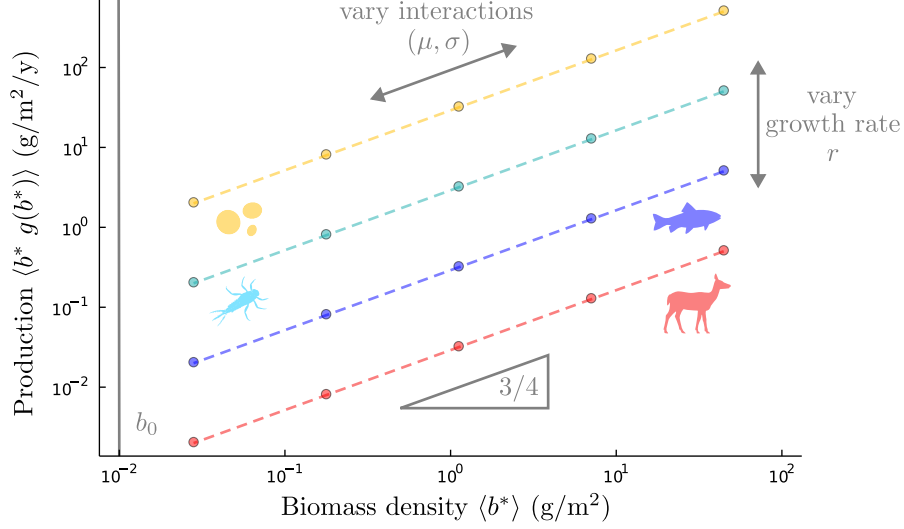 vary interactions
(μ, σ)
vary
growth rate
r
Production ⟨b* g(b*)⟩ (g/m²/y)
10²
10¹
10⁰
10⁻¹
10⁻²
3/4
b₀
10⁻² 10⁻¹ 10⁰ 10¹ 10²
Biomass density ⟨b*⟩ (g/m²)